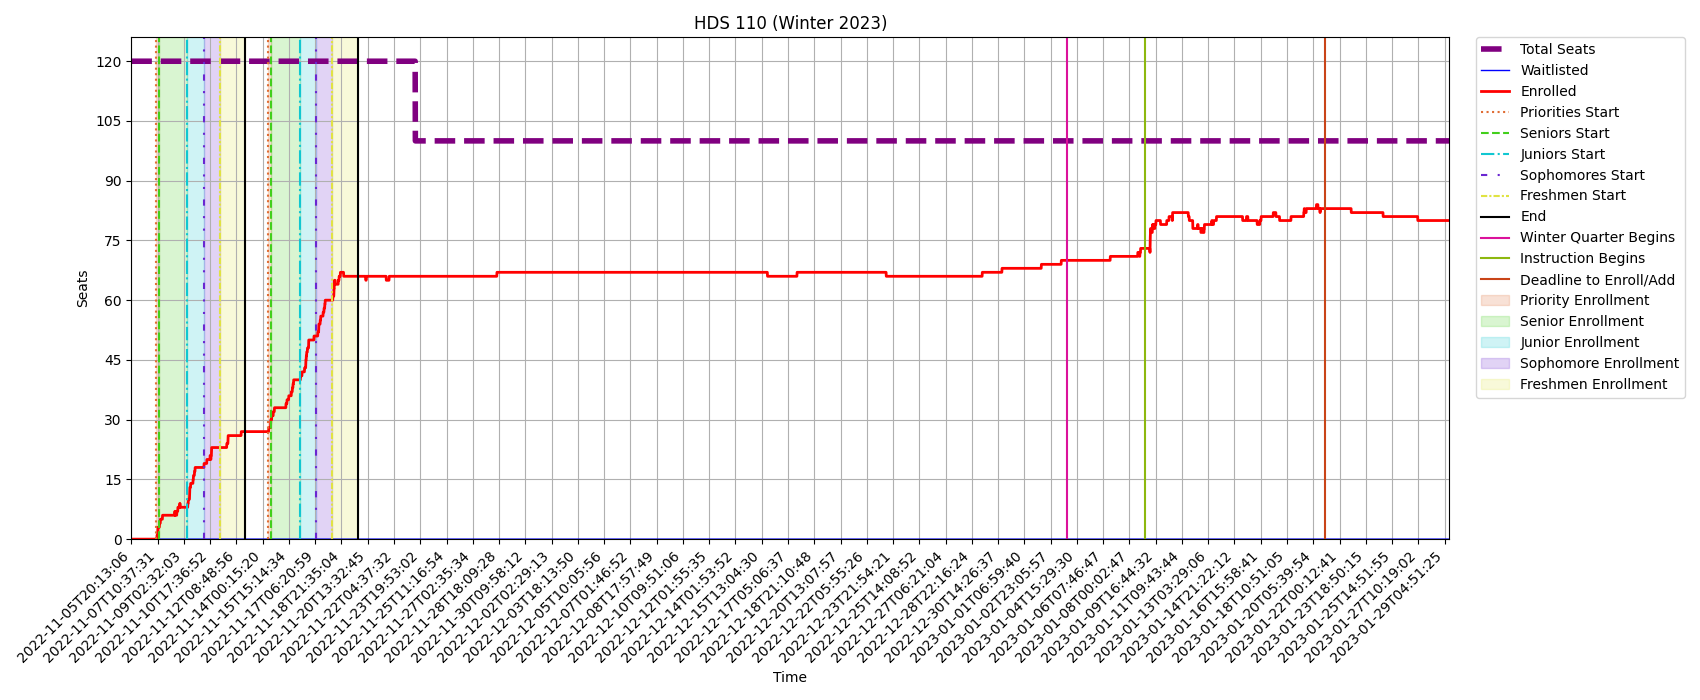 HDS 110 (Winter 2023)
120
105
90
75
60
45
30
15
0
Seats
2022-11-05T20:13:06
2022-11-07T10:37:31
2022-11-09T02:32:03
2022-11-10T17:36:52
2022-11-12T08:48:56
2022-11-14T00:15:20
2022-11-15T15:14:34
2022-11-17T06:20:59
2022-11-18T21:35:04
2022-11-20T13:32:45
2022-11-22T04:37:32
2022-11-23T19:53:02
2022-11-25T11:16:54
2022-11-27T02:35:34
2022-11-28T18:09:28
2022-11-30T09:58:12
2022-12-02T02:29:13
2022-12-03T18:13:50
2022-12-05T10:05:56
2022-12-07T01:46:52
2022-12-08T17:57:49
2022-12-10T09:51:06
2022-12-12T01:55:35
2022-12-14T01:53:52
2022-12-15T13:04:30
2022-12-17T05:06:37
2022-12-18T21:10:48
2022-12-20T13:07:57
2022-12-22T05:55:26
2022-12-23T21:54:21
2022-12-25T14:08:52
2022-12-27T06:21:04
2022-12-28T22:16:24
2022-12-30T14:26:37
2023-01-01T06:59:40
2023-01-02T23:05:57
2023-01-04T15:29:30
2023-01-06T07:46:47
2023-01-08T00:02:47
2023-01-09T16:44:32
2023-01-11T09:43:44
2023-01-13T03:29:06
2023-01-14T21:22:12
2023-01-16T15:58:41
2023-01-18T10:51:05
2023-01-20T05:39:54
2023-01-22T00:12:41
2023-01-23T18:50:15
2023-01-25T14:51:55
2023-01-27T10:19:02
2023-01-29T04:51:25
Time
Total Seats
Waitlisted
Enrolled
Priorities Start
Seniors Start
Juniors Start
Sophomores Start
Freshmen Start
End
Winter Quarter Begins
Instruction Begins
Deadline to Enroll/Add
Priority Enrollment
Senior Enrollment
Junior Enrollment
Sophomore Enrollment
Freshmen Enrollment